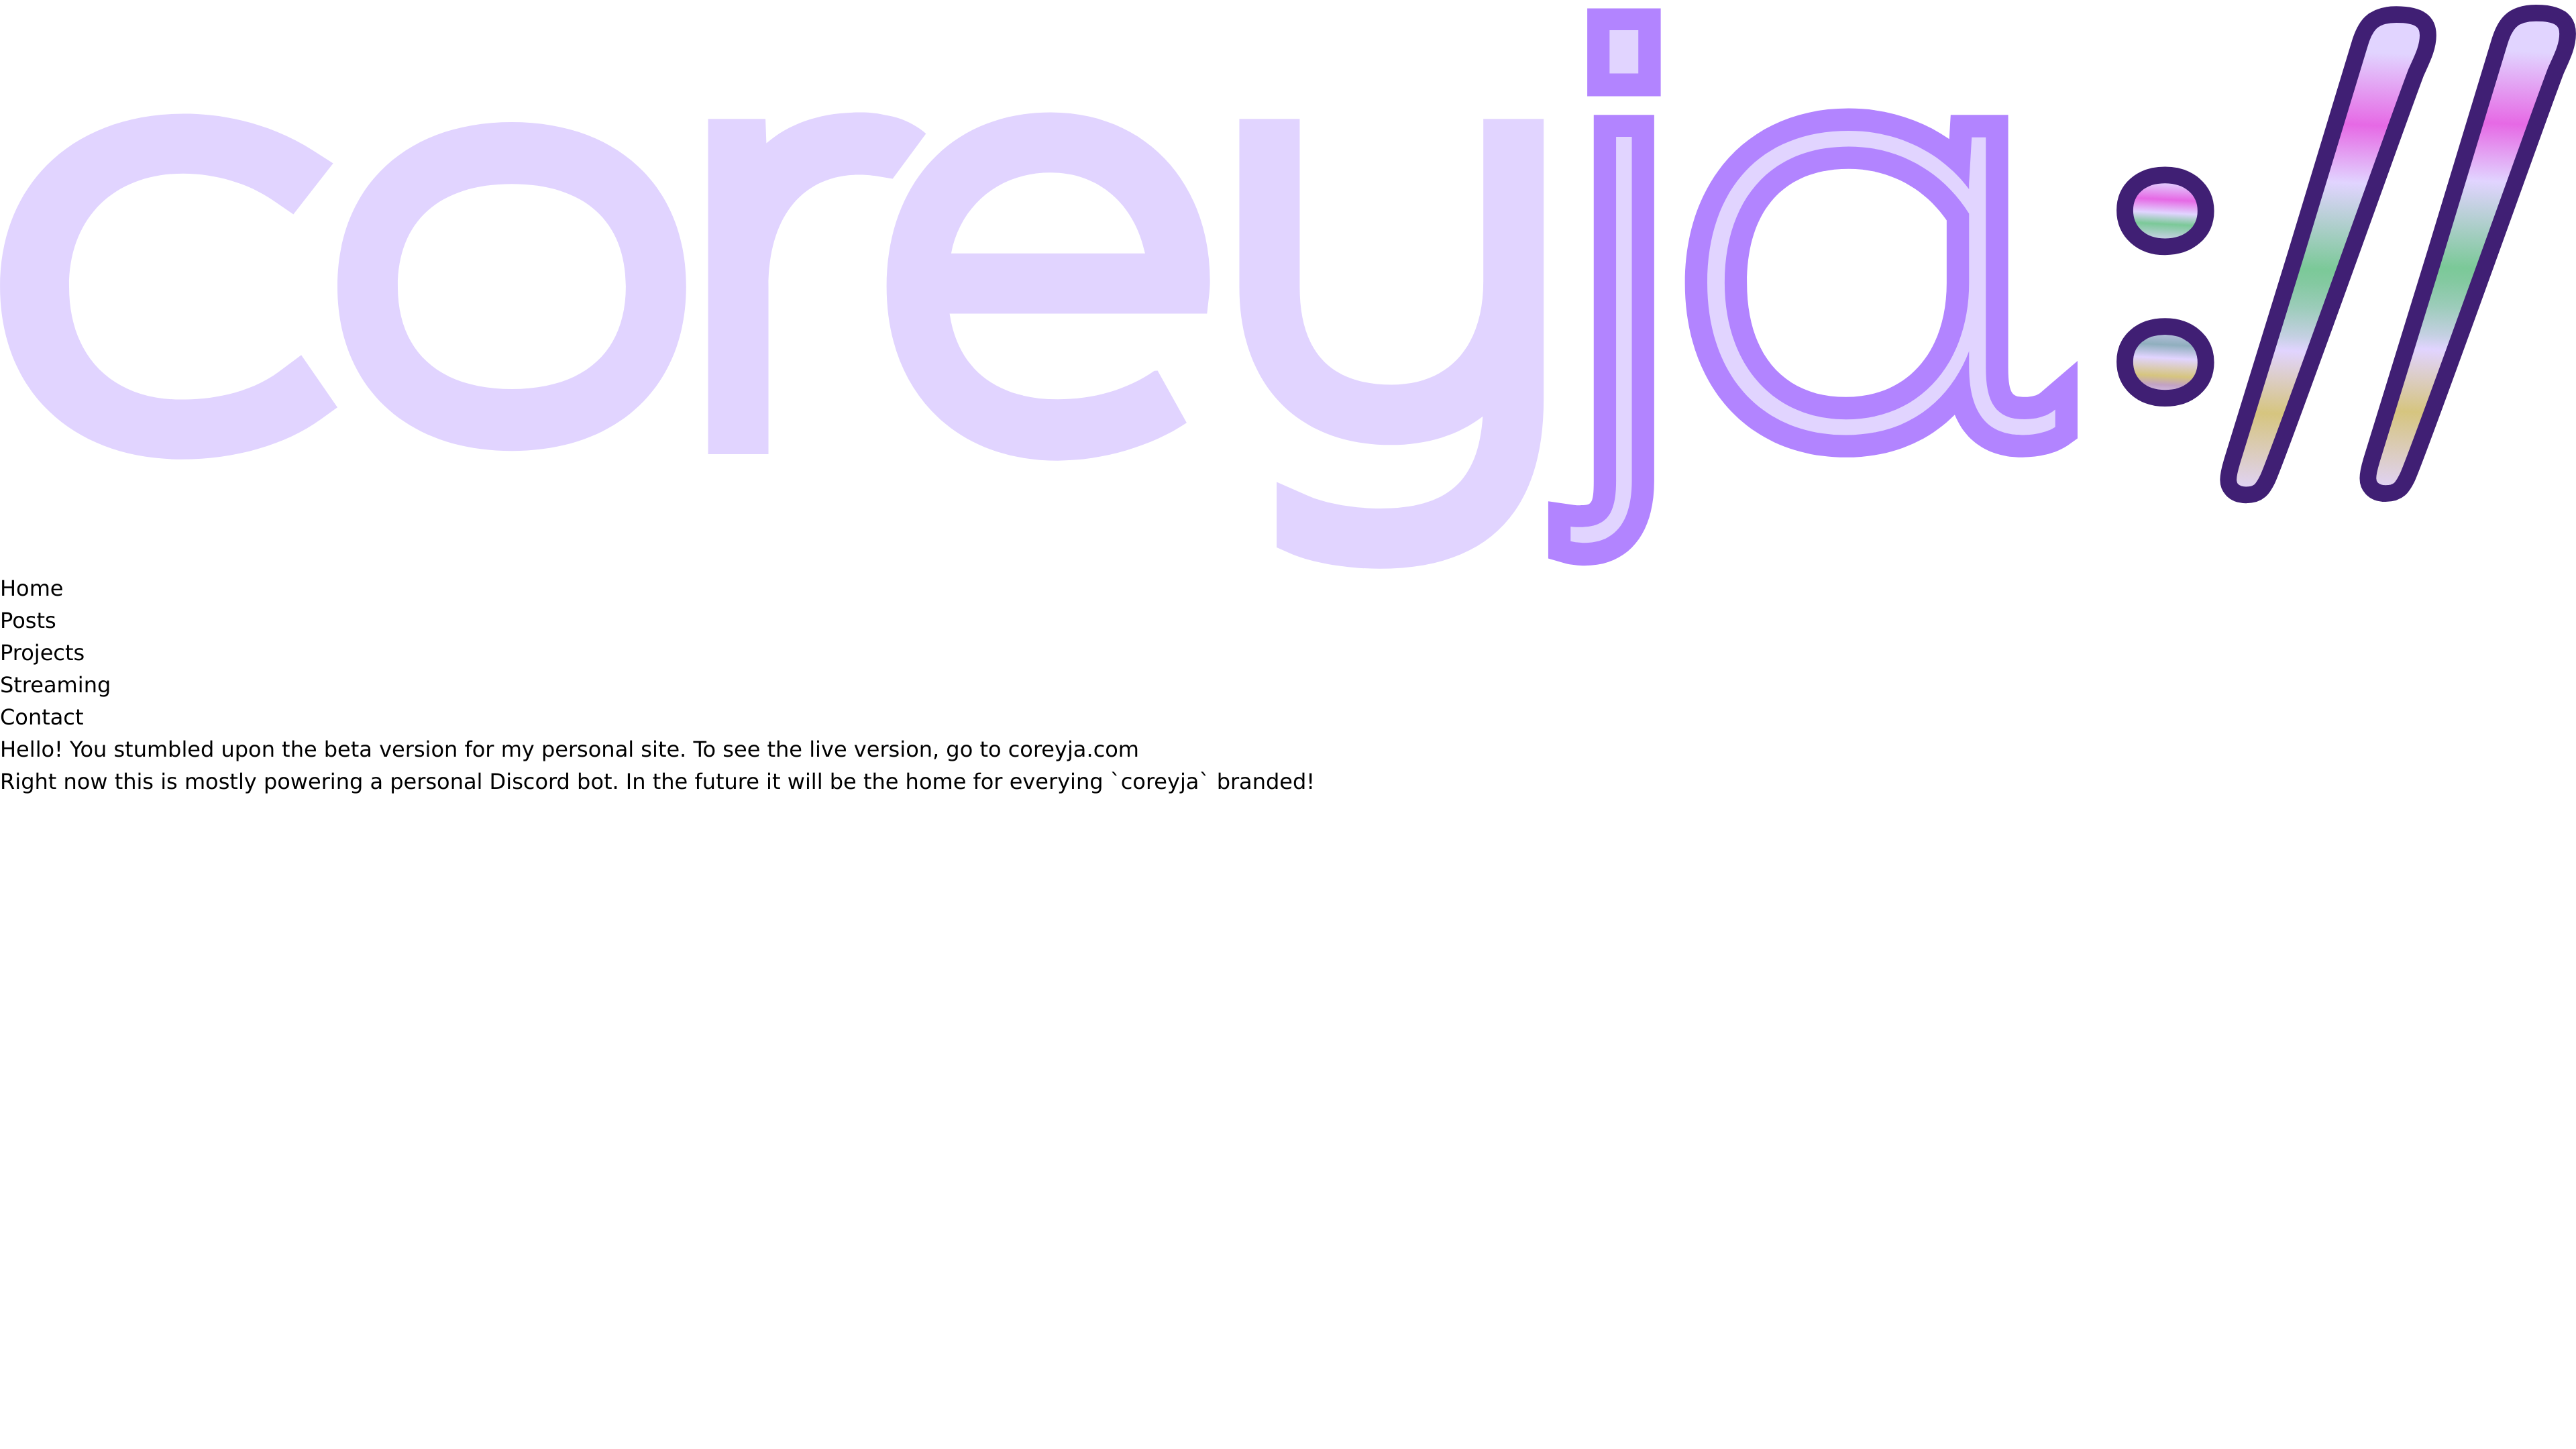 coreyja://
Home
Posts
Projects
Streaming
Contact
Hello! You stumbled upon the beta version for my personal site. To see the live version, go to coreyja.com
Right now this is mostly powering a personal Discord bot. In the future it will be the home for everying `coreyja` branded!